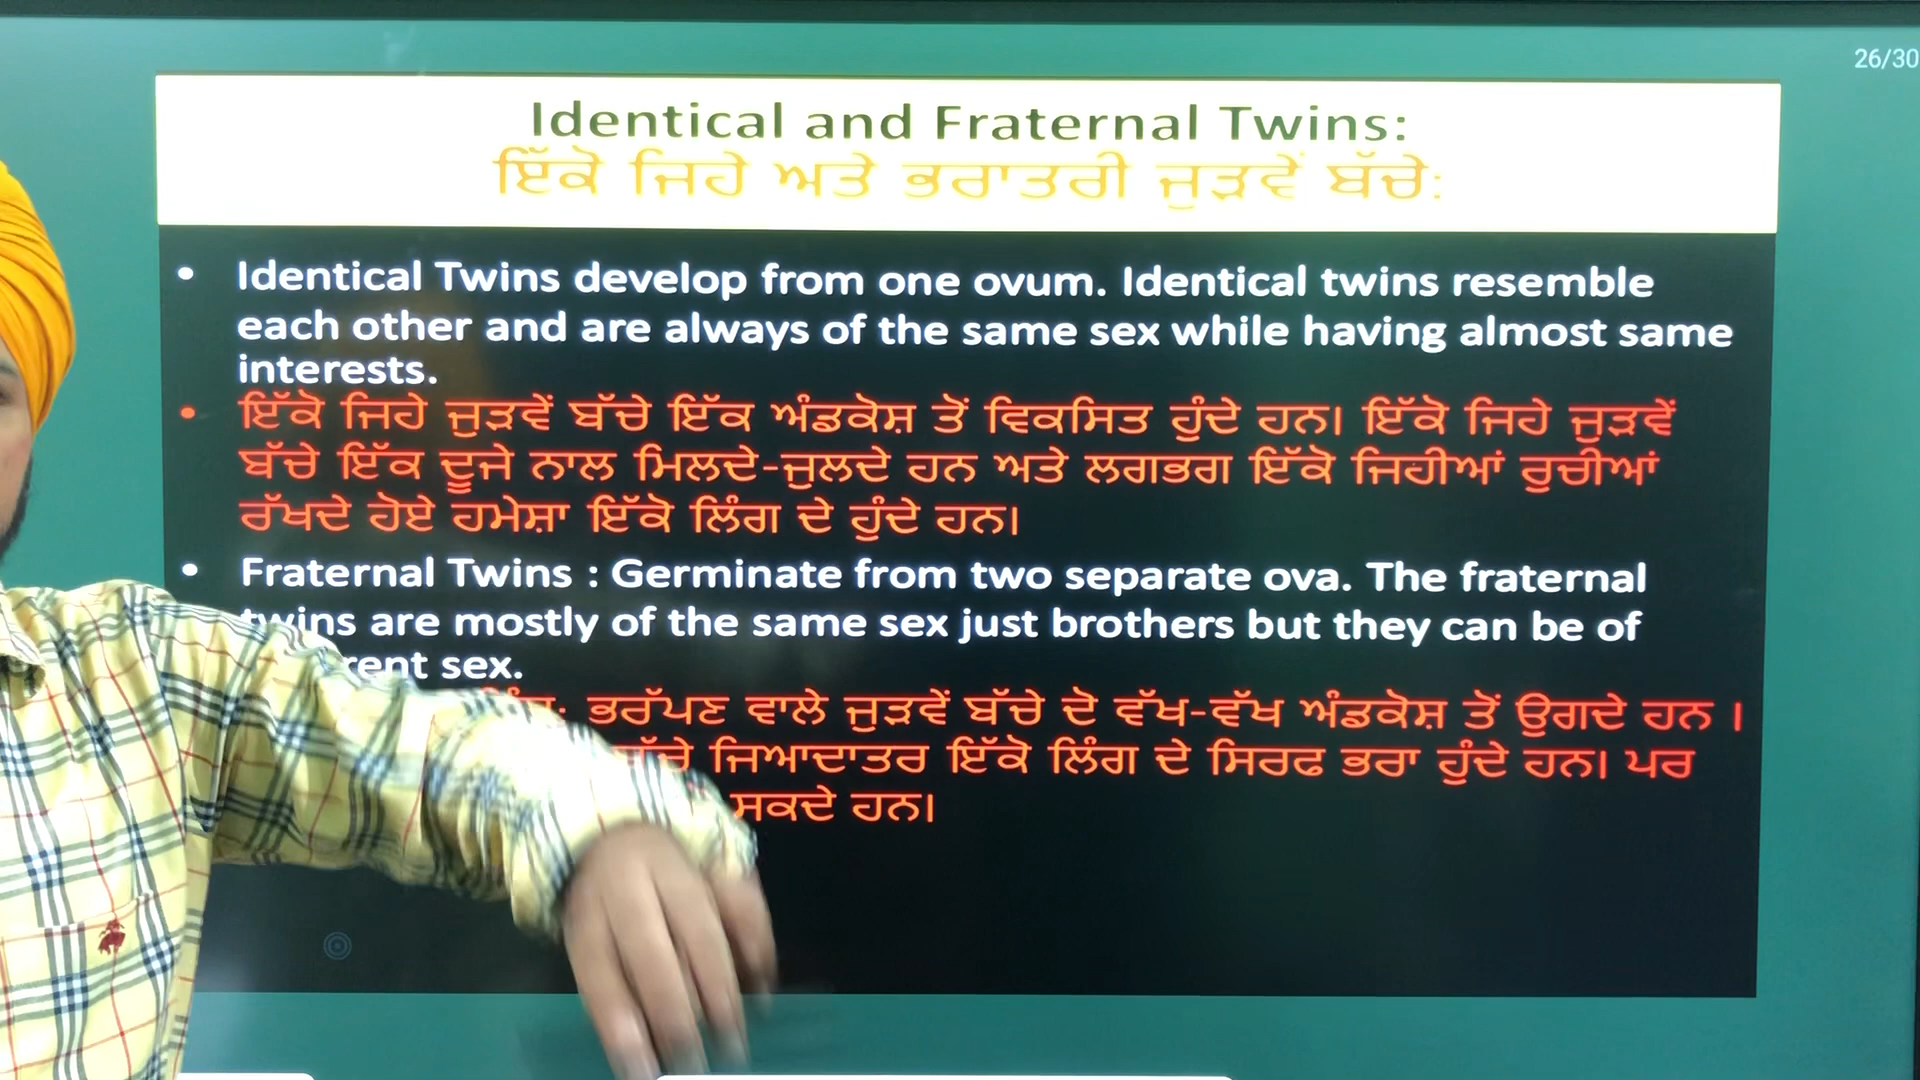 26/30
Identical and Fraternal Twins:
ਇੱਕੋ ਜਿਹੇ ਅਤੇ ਭਰਾਤਰੀ ਜੁੜਵੇਂ ਬੱਚੇ:
• Identical Twins develop from one ovum. Identical twins resemble
each other and are always of the same sex while having almost same
interests.
• ਇੱਕੋ ਜਿਹੇ ਜੁੜਵੇਂ ਬੱਚੇ ਇੱਕ ਅੰਡਕੋਸ਼ ਤੋਂ ਵਿਕਸਿਤ ਹੁੰਦੇ ਹਨ। ਇੱਕੋ ਜਿਹੇ ਜੁੜਵੇਂ
ਬੱਚੇ ਇੱਕ ਦੂਜੇ ਨਾਲ ਮਿਲਦੇ-ਜੁਲਦੇ ਹਨ ਅਤੇ ਲਗਭਗ ਇੱਕੋ ਜਿਹੀਆਂ ਰੁਚੀਆਂ
ਰੱਖਦੇ ਹੋਏ ਹਮੇਸ਼ਾ ਇੱਕੋ ਲਿੰਗ ਦੇ ਹੁੰਦੇ ਹਨ।
• Fraternal Twins : Germinate from two separate ova. The fraternal
twins are mostly of the same sex just brothers but they can be of
sex.
ਭਰੱਪਣ ਵਾਲੇ ਜੁੜਵੇਂ ਬੱਚੇ ਦੋ ਵੱਖ-ਵੱਖ ਅੰਡਕੋਸ਼ ਤੋਂ ਉਗਦੇ ਹਨ ।
ਜਿਆਦਾਤਰ ਇੱਕੋ ਲਿੰਗ ਦੇ ਸਿਰਫ ਭਰਾ ਹੁੰਦੇ ਹਨ। ਪਰ
ਸਕਦੇ ਹਨ।